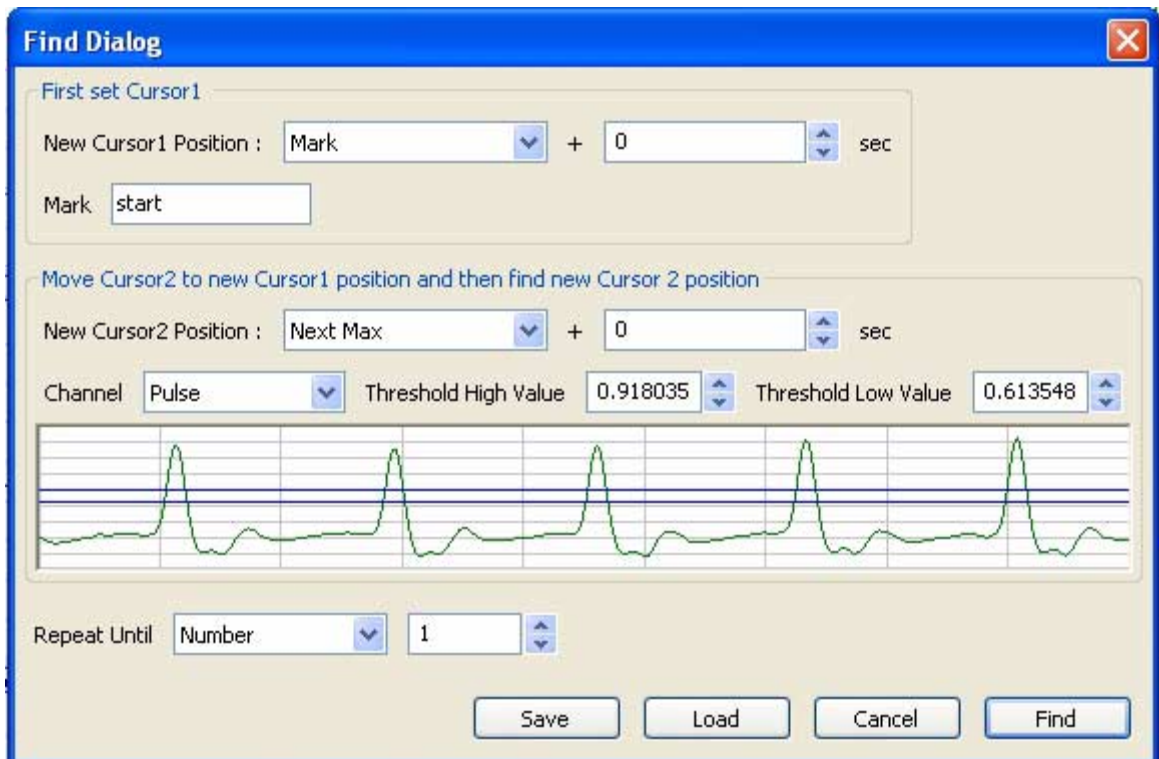 Find Dialog
First set Cursor1
New Cursor1 Position : Mark + 0 sec
Mark start
Move Cursor2 to new Cursor1 position and then find new Cursor 2 position
New Cursor2 Position : Next Max + 0 sec
Channel Pulse Threshold High Value 0.918035 Threshold Low Value 0.613548
Repeat Until Number 1
Save Load Cancel Find